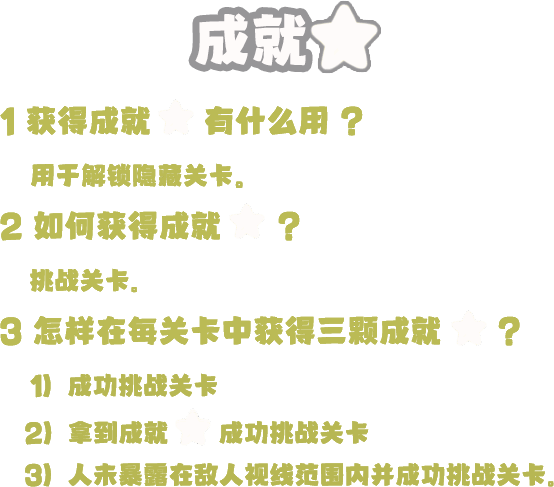 成就
1 获得成就 有什么用？
用于解锁隐藏关卡。
2 如何获得成就 ？
挑战关卡。
3 怎样在每关卡中获得三颗成就 ？
1）成功挑战关卡
2）拿到成就 成功挑战关卡
3）人未暴露在敌人视线范围内并成功挑战关卡。